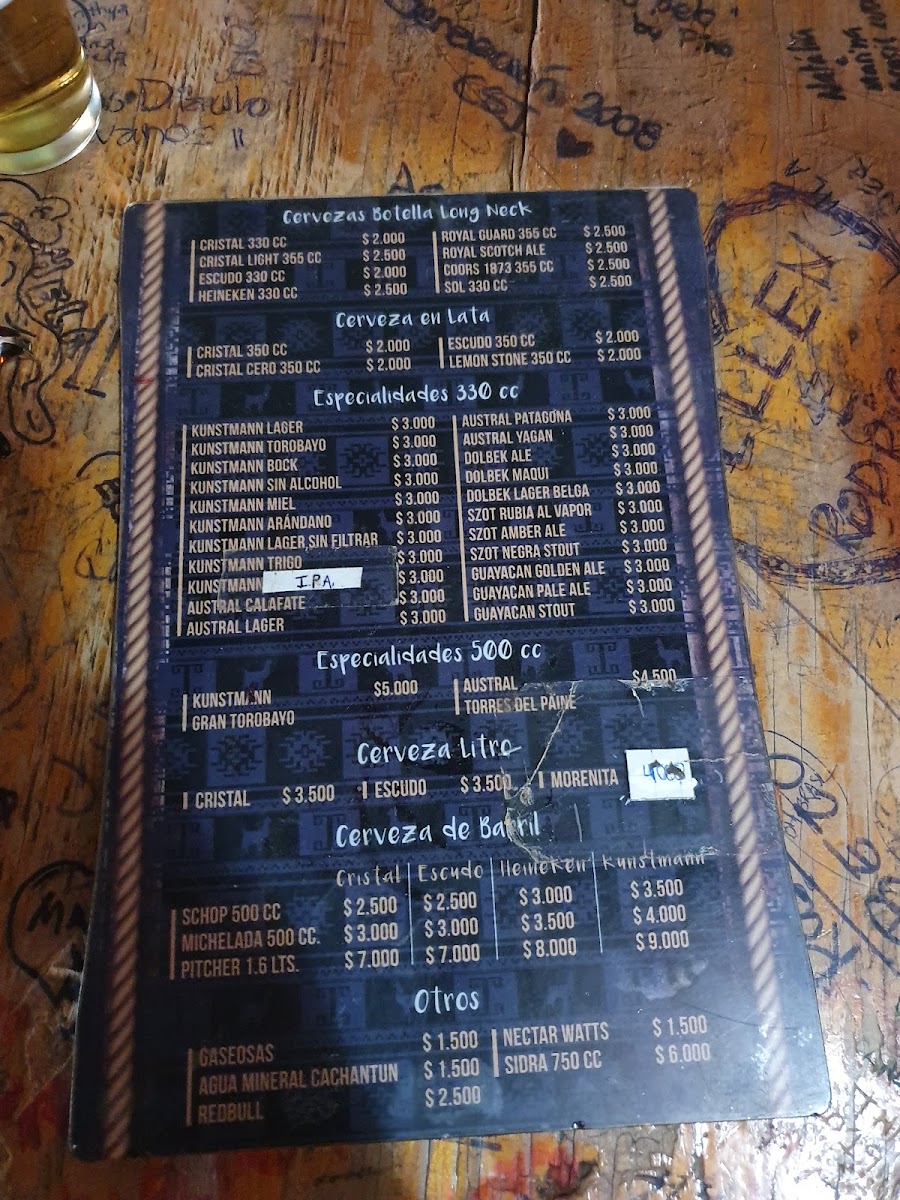 GENERACIÓN 2008
CSJ
Cervezas Botella Long Neck
CRISTAL 330 CC $ 2.000
CRISTAL LIGHT 355 CC $ 2.500
ESCUDO 330 CC $ 2.000
HEINEKEN 330 CC $ 2.500
ROYAL GUARD 355 CC $ 2.500
ROYAL SCOTCH ALE $ 2.500
COORS 1873 355 CC $ 2.500
SOL 330 CC $ 2.500
Cerveza en Lata
CRISTAL 350 CC $ 2.000
CRISTAL CERO 350 CC $ 2.000
ESCUDO 350 CC $ 2.000
LEMON STONE 350 CC $ 2.000
Especialidades 330 cc
KUNSTMANN LAGER $ 3.000
KUNSTMANN TOROBAYO $ 3.000
KUNSTMANN BOCK $ 3.000
KUNSTMANN SIN ALCOHOL $ 3.000
KUNSTMANN MIEL $ 3.000
KUNSTMANN ARÁNDANO $ 3.000
KUNSTMANN LAGER SIN FILTRAR $ 3.000
KUNSTMANN TRIGO $ 3.000
KUNSTMANN I.P.A. $ 3.000
AUSTRAL CALAFATE $ 3.000
AUSTRAL LAGER $ 3.000
AUSTRAL PATAGONA $ 3.000
AUSTRAL YAGAN $ 3.000
DOLBEK ALE $ 3.000
DOLBEK MAQUI $ 3.000
DOLBEK LAGER BELGA $ 3.000
SZOT RUBIA AL VAPOR $ 3.000
SZOT AMBER ALE $ 3.000
SZOT NEGRA STOUT $ 3.000
GUAYACAN GOLDEN ALE $ 3.000
GUAYACAN PALE ALE $ 3.000
GUAYACAN STOUT $ 3.000
Especialidades 500 cc
KUNSTMANN $5.000
GRAN TOROBAYO
AUSTRAL $4.500
TORRES DEL PAINE
Cerveza Litro
CRISTAL $ 3.500
ESCUDO $ 3.500
MORENITA 4000
Cerveza de Barril
Cristal Escudo Heineken Kunstmann
SCHOP 500 CC $ 2.500 $ 2.500 $ 3.000 $ 3.500
MICHELADA 500 CC. $ 3.000 $ 3.000 $ 3.500 $ 4.000
PITCHER 1.6 LTS. $ 7.000 $ 7.000 $ 8.000 $ 9.000
Otros
GASEOSAS $ 1.500
AGUA MINERAL CACHANTUN $ 1.500
REDBULL $ 2.500
NECTAR WATTS $ 1.500
SIDRA 750 CC $ 6.000